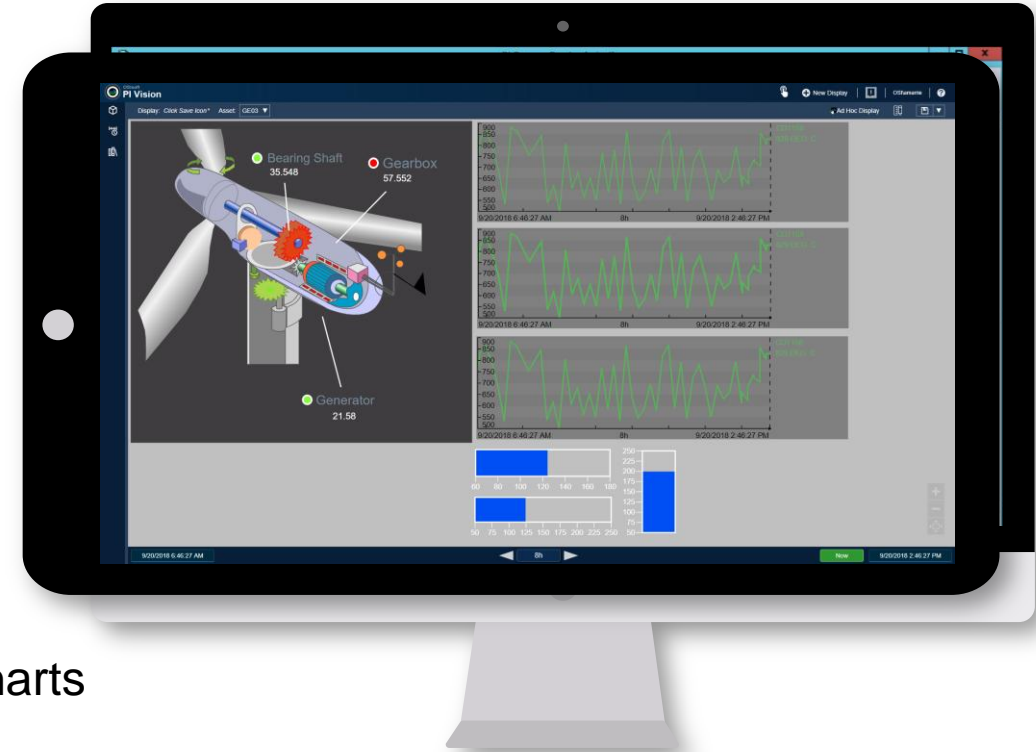 OSIsoft
PI Vision
New Display
OSIsname
Display: Click Save Icon* Asset: GE03
Ad Hoc Display
Bearing Shaft
35.548
Gearbox
57.552
Generator
21.58
900
850
800
750
700
650
600
550
500
9/20/2018 6:46:27 AM 8h 9/20/2018 2:46:27 PM
900
850
800
750
700
650
600
550
500
9/20/2018 6:46:27 AM 8h 9/20/2018 2:46:27 PM
900
850
800
750
700
650
600
550
500
9/20/2018 6:46:27 AM 8h 9/20/2018 2:46:27 PM
60 80 100 120 140 160 180
50 75 100 125 150 175 200 225 250
250
225
200
175
150
125
100
75
50
9/20/2018 6:46:27 AM 8h Now 9/20/2018 2:46:27 PM
arts